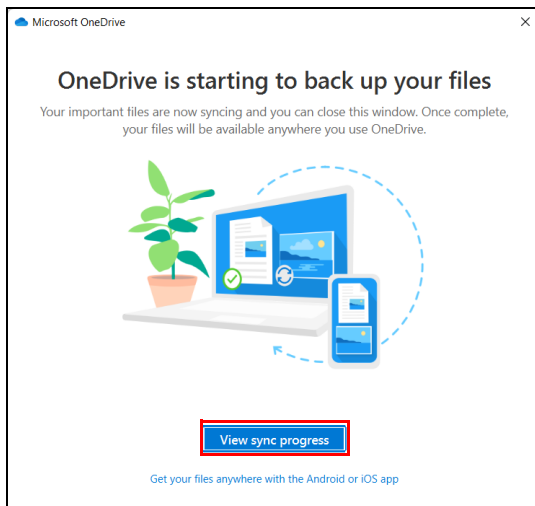 Microsoft OneDrive
OneDrive is starting to back up your files
Your important files are now syncing and you can close this window. Once complete,
your files will be available anywhere you use OneDrive.
View sync progress
Get your files anywhere with the Android or iOS app